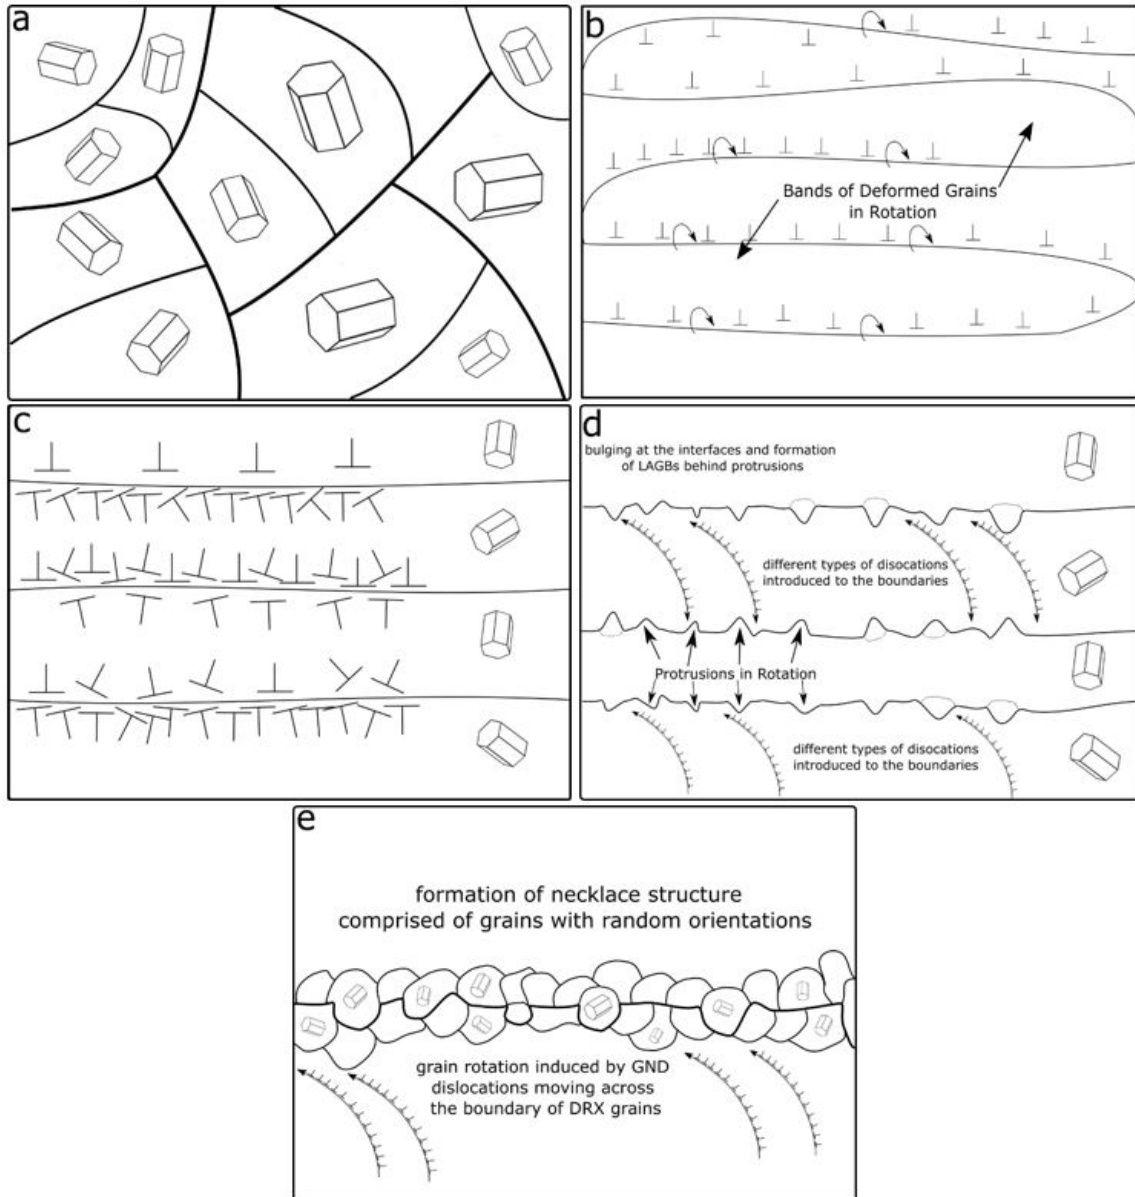 a
b
Bands of Deformed Grains
in Rotation
c
d
bulging at the interfaces and formation
of LAGBs behind protrusions
different types of disocations
introduced to the boundaries
Protrusions in Rotation
different types of disocations
introduced to the boundaries
e
formation of necklace structure
comprised of grains with random orientations
grain rotation induced by GND
dislocations moving across
the boundary of DRX grains